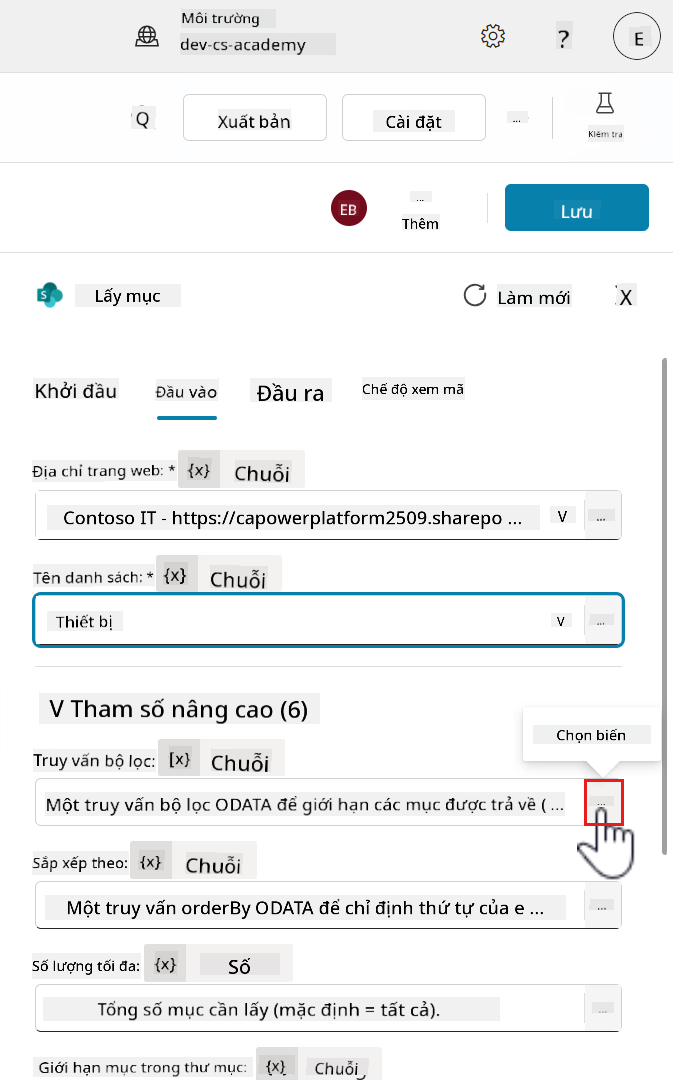 Môi trường
dev-cs-academy
?
E
Q
Xuất bản
Cài đặt
...
Kiểm tra
EB
...
Thêm
Lưu
S
Lấy mục
Làm mới
X
Khởi đầu
Đầu vào
Đầu ra
Chế độ xem mã
Địa chỉ trang web: * {x} Chuỗi
Contoso IT - https://capowerplatform2509.sharepo ... V ...
Tên danh sách: * {x} Chuỗi
Thiết bị V ...
V Tham số nâng cao (6)
Chọn biến
Truy vấn bộ lọc: [x} Chuỗi
Một truy vấn bộ lọc ODATA để giới hạn các mục được trả về ( ... ...
Sắp xếp theo: {x} Chuỗi
Một truy vấn orderBy ODATA để chỉ định thứ tự của e ... ...
Số lượng tối đa: {x} Số
Tổng số mục cần lấy (mặc định = tất cả). ...
Giới hạn mục trong thư mục: {x} Chuỗi